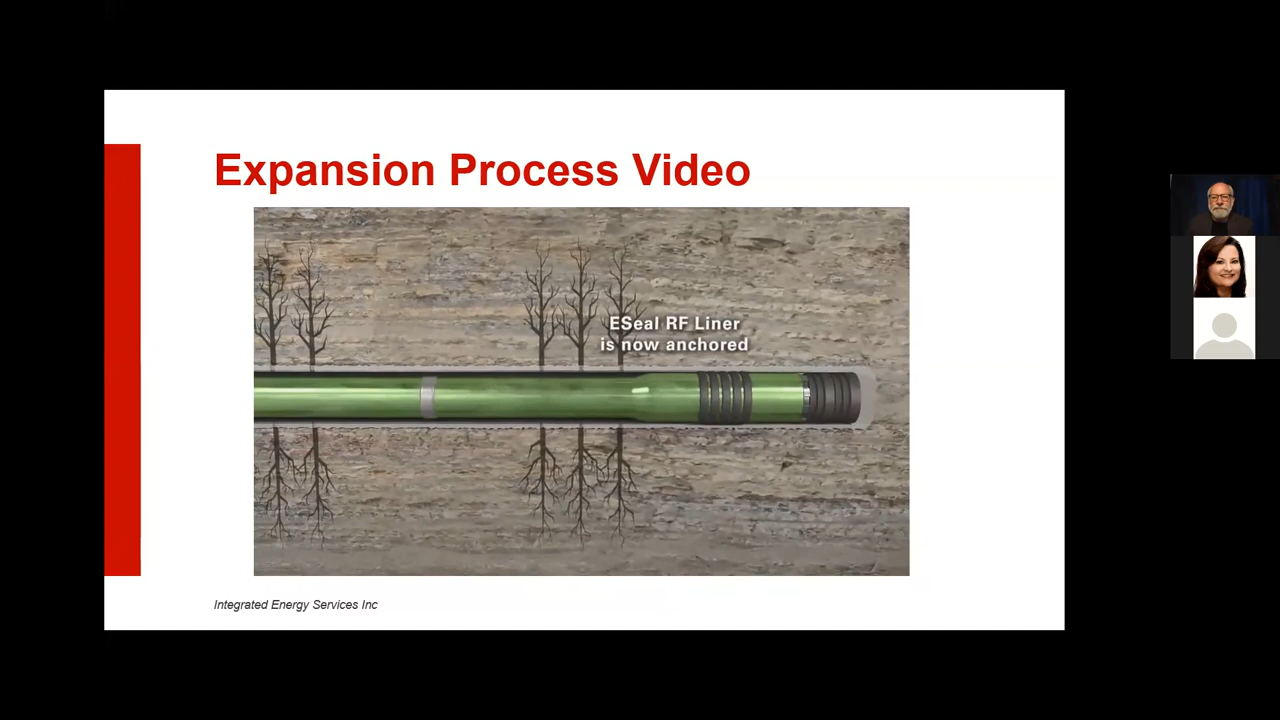 Expansion Process Video
ESeal RF Liner
is now anchored
Integrated Energy Services Inc